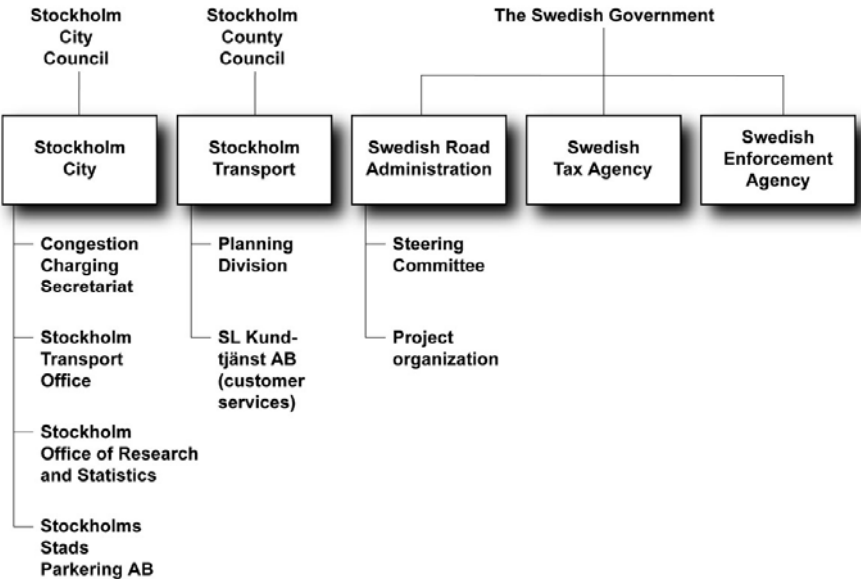 Stockholm
City
Council
Stockholm
County
Council
The Swedish Government
Stockholm
City
Stockholm
Transport
Swedish Road
Administration
Swedish
Tax Agency
Swedish
Enforcement
Agency
Congestion
Charging
Secretariat
Stockholm
Transport
Office
Stockholm
Office of Research
and Statistics
Stockholms
Stads
Parkering AB
Planning
Division
SL Kund-
tjänst AB
(customer
services)
Steering
Committee
Project
organization